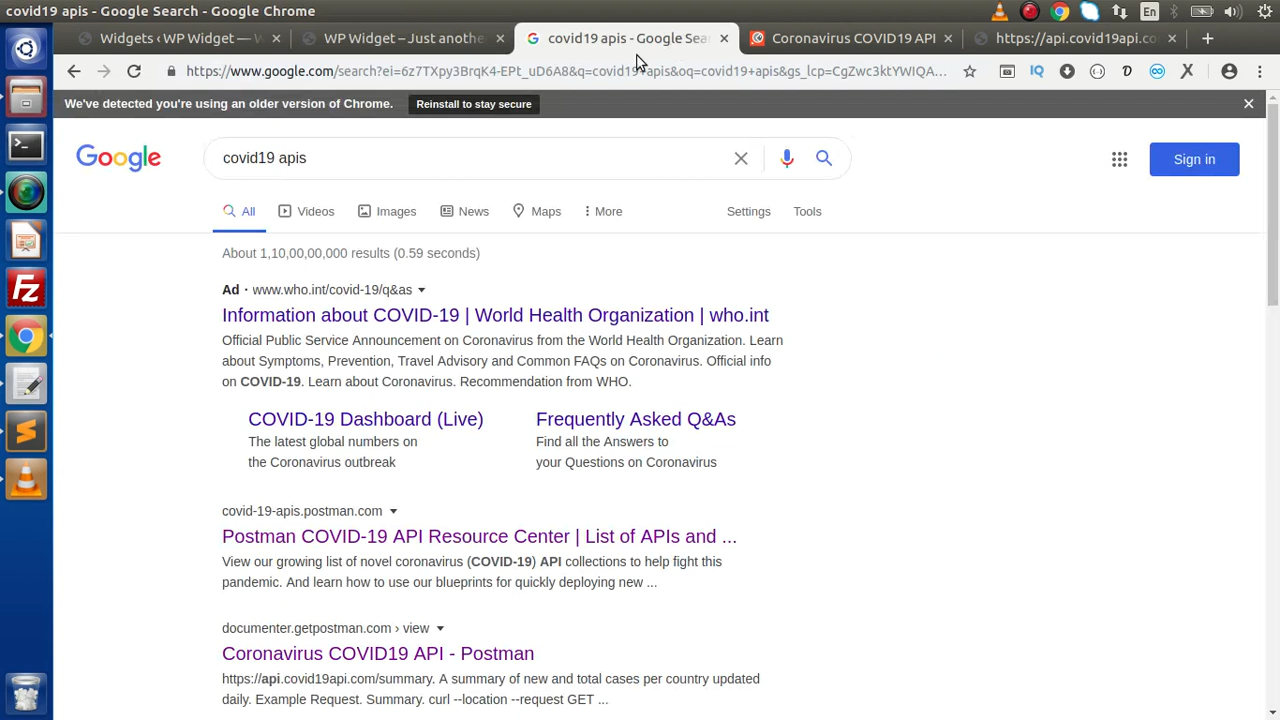 covid19 apis - Google Search - Google Chrome
En
Widgets ‹ WP Widget — W
WP Widget – Just anothe
covid19 apis - Google Sea
Coronavirus COVID19 API
https://api.covid19api.co
https://www.google.com/search?ei=6z7TXpy3BrqK4-EPt_uD6A8&q=covid19+apis&oq=covid19+apis&gs_lcp=CgZwc3ktYWIQA...
IQ
D
X
We've detected you're using an older version of Chrome.
Reinstall to stay secure
Google
covid19 apis
Sign in
All
Videos
Images
News
Maps
More
Settings
Tools
About 1,10,00,00,000 results (0.59 seconds)
Ad · www.who.int/covid-19/q&as
Information about COVID-19 | World Health Organization | who.int
Official Public Service Announcement on Coronavirus from the World Health Organization. Learn
about Symptoms, Prevention, Travel Advisory and Common FAQs on Coronavirus. Official info
on COVID-19. Learn about Coronavirus. Recommendation from WHO.
COVID-19 Dashboard (Live)
The latest global numbers on
the Coronavirus outbreak
Frequently Asked Q&As
Find all the Answers to
your Questions on Coronavirus
covid-19-apis.postman.com
Postman COVID-19 API Resource Center | List of APIs and ...
View our growing list of novel coronavirus (COVID-19) API collections to help fight this
pandemic. And learn how to use our blueprints for quickly deploying new ...
documenter.getpostman.com › view
Coronavirus COVID19 API - Postman
https://api.covid19api.com/summary. A summary of new and total cases per country updated
daily. Example Request. Summary. curl --location --request GET ...